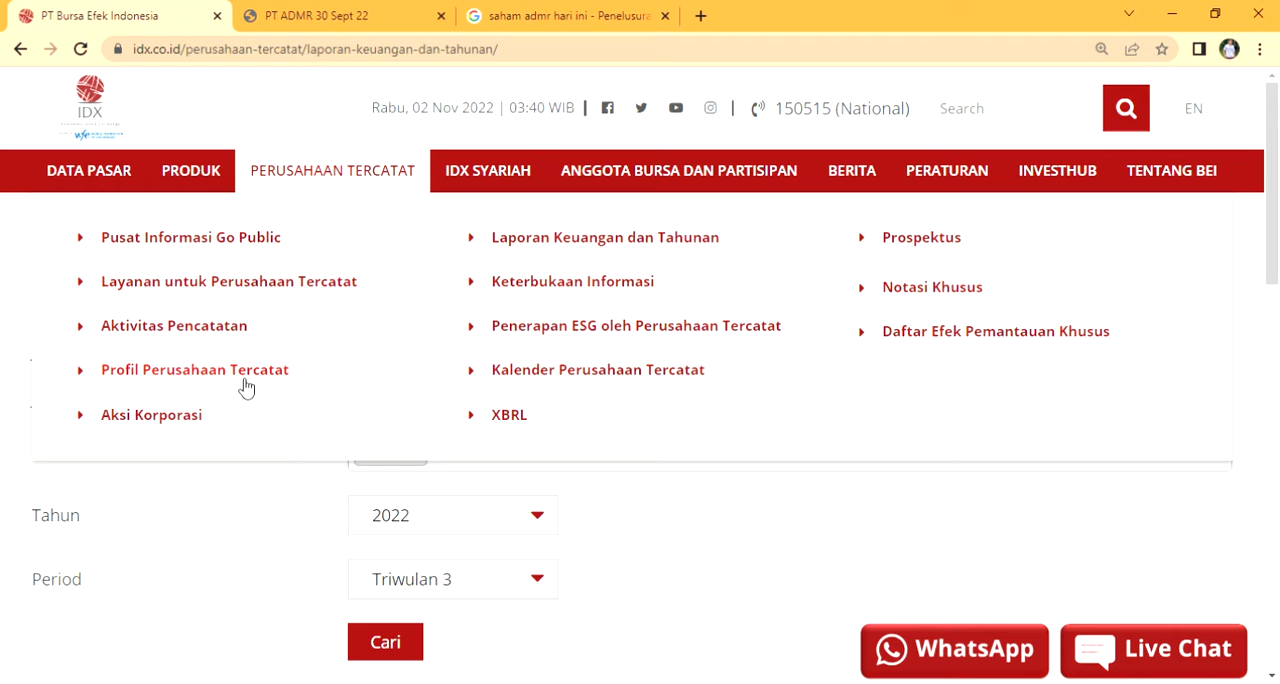 PT Bursa Efek Indonesia
PT ADMR 30 Sept 22
saham admr hari ini - Penelusura
idx.co.id/perusahaan-tercatat/laporan-keuangan-dan-tahunan/
IDX
wfe
Rabu, 02 Nov 2022 | 03:40 WIB
150515 (National)
Search
EN
DATA PASAR
PRODUK
PERUSAHAAN TERCATAT
IDX SYARIAH
ANGGOTA BURSA DAN PARTISIPAN
BERITA
PERATURAN
INVESTHUB
TENTANG BEI
Pusat Informasi Go Public
Layanan untuk Perusahaan Tercatat
Aktivitas Pencatatan
Profil Perusahaan Tercatat
Aksi Korporasi
Laporan Keuangan dan Tahunan
Keterbukaan Informasi
Penerapan ESG oleh Perusahaan Tercatat
Kalender Perusahaan Tercatat
XBRL
Prospektus
Notasi Khusus
Daftar Efek Pemantauan Khusus
Tahun
2022
Period
Triwulan 3
Cari
WhatsApp
Live Chat